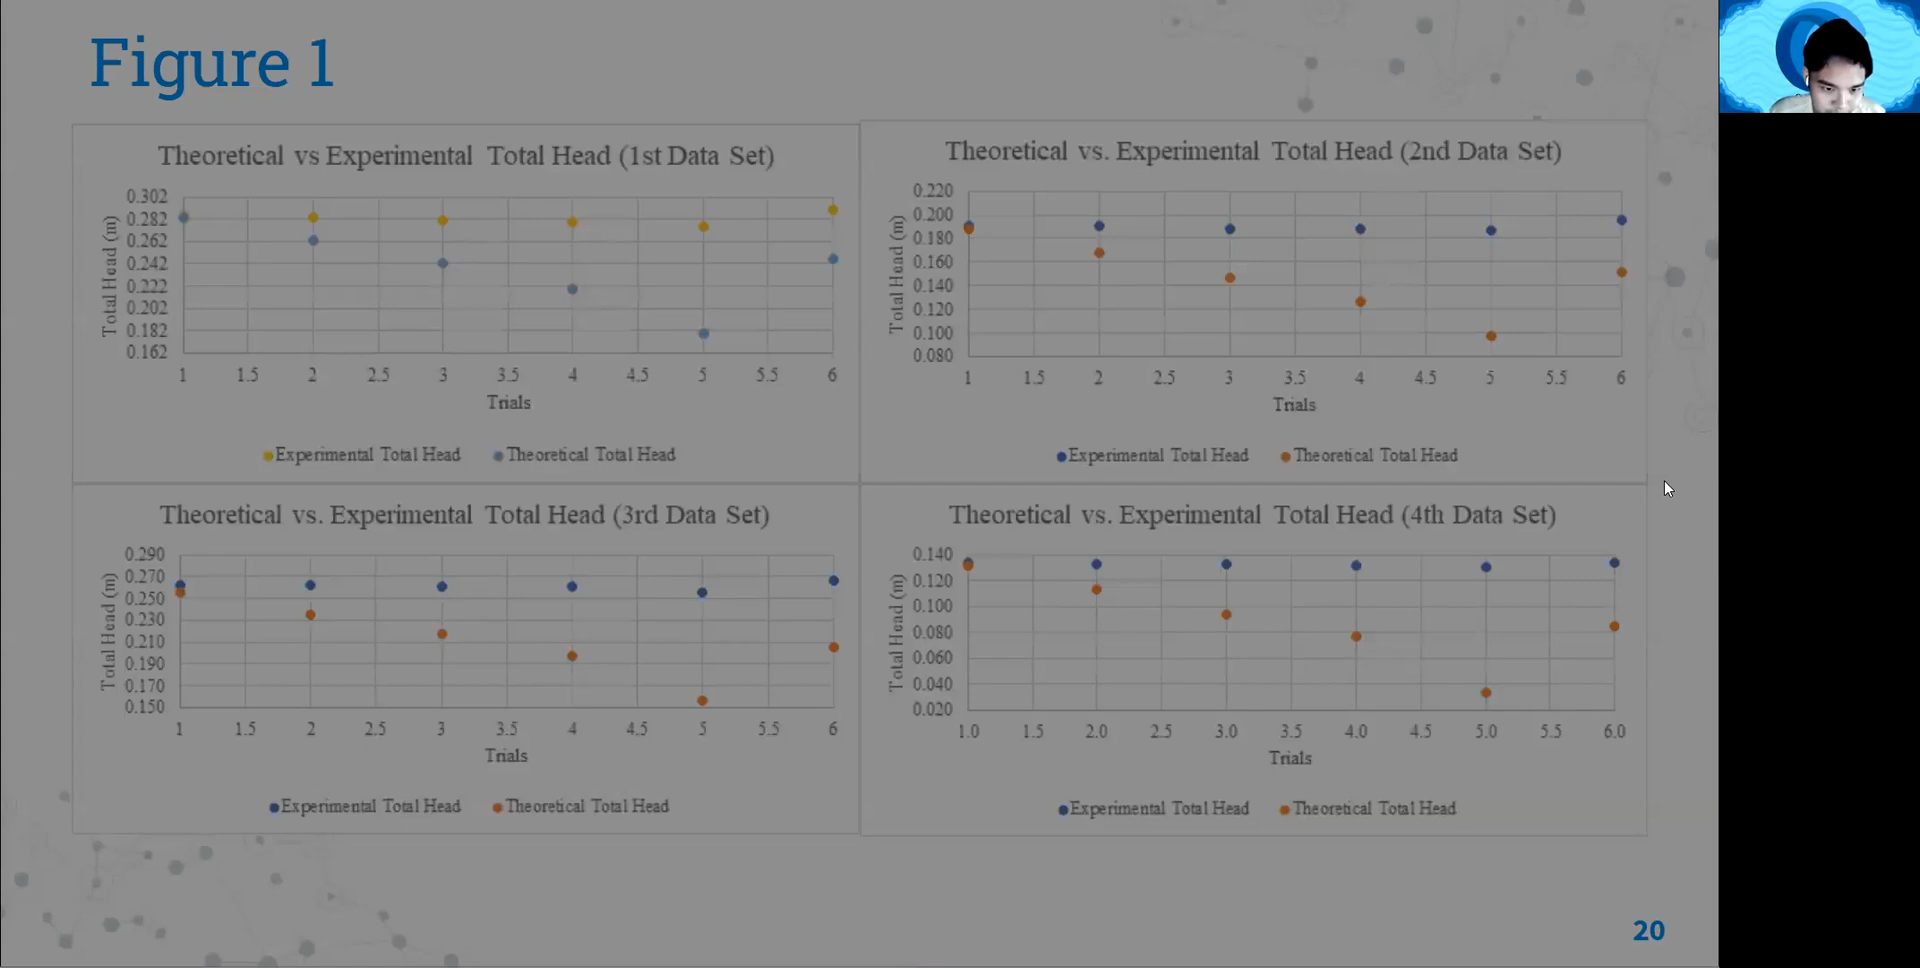 Figure 1
Theoretical vs Experimental Total Head (1st Data Set)
0.302
0.282
0.262
0.242
0.222
0.202
0.182
0.162
Total Head (m)
1 1.5 2 2.5 3 3.5 4 4.5 5 5.5 6
Trials
Experimental Total Head Theoretical Total Head
Theoretical vs. Experimental Total Head (2nd Data Set)
0.220
0.200
0.180
0.160
0.140
0.120
0.100
0.080
Total Head (m)
1 1.5 2 2.5 3 3.5 4 4.5 5 5.5 6
Trials
Experimental Total Head Theoretical Total Head
Theoretical vs. Experimental Total Head (3rd Data Set)
0.290
0.270
0.250
0.230
0.210
0.190
0.170
0.150
Total Head (m)
1 1.5 2 2.5 3 3.5 4 4.5 5 5.5 6
Trials
Experimental Total Head Theoretical Total Head
Theoretical vs. Experimental Total Head (4th Data Set)
0.140
0.120
0.100
0.080
0.060
0.040
0.020
Total Head (m)
1.0 1.5 2.0 2.5 3.0 3.5 4.0 4.5 5.0 5.5 6.0
Trials
Experimental Total Head Theoretical Total Head
20